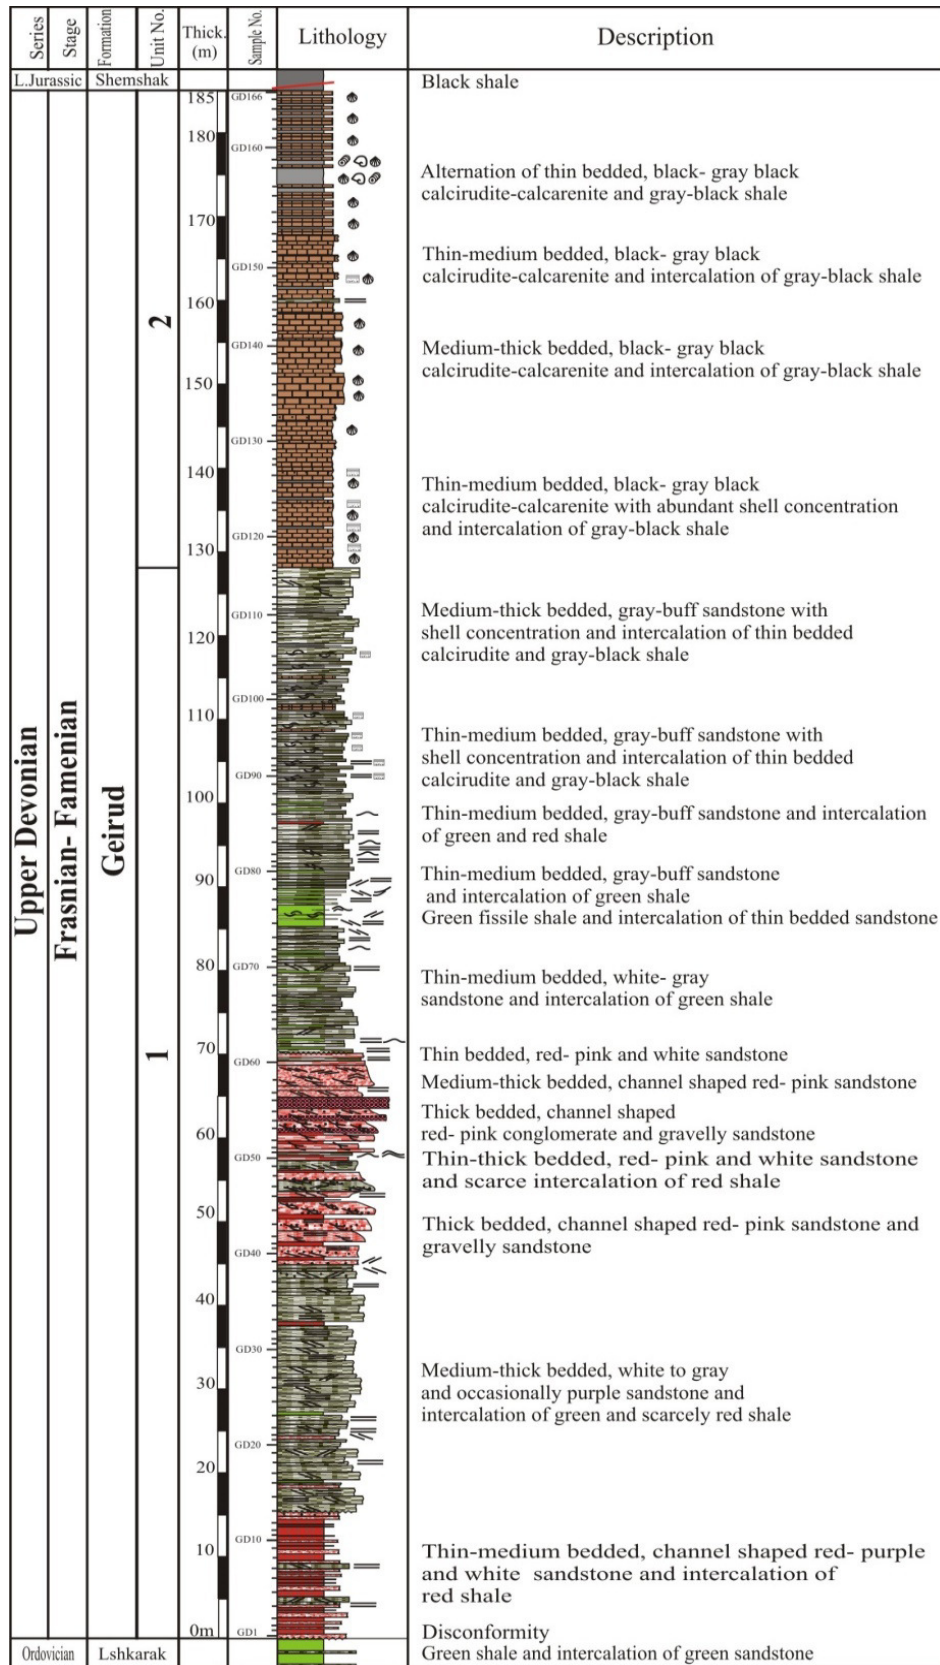 Series
Stage
Formation
Unit No.
Thick.
(m)
Sample No.
Lithology
Description
L.Jurassic
Shemshak
Black shale
185
GD166
180
GD160
Alternation of thin bedded, black- gray black
calcirudite-calcarenite and gray-black shale
170
Thin-medium bedded, black- gray black
calcirudite-calcarenite and intercalation of gray-black shale
GD150
160
2
GD140
Medium-thick bedded, black- gray black
calcirudite-calcarenite and intercalation of gray-black shale
150
GD130
140
Thin-medium bedded, black- gray black
calcirudite-calcarenite with abundant shell concentration
and intercalation of gray-black shale
GD120
130
GD110
Medium-thick bedded, gray-buff sandstone with
shell concentration and intercalation of thin bedded
calcirudite and gray-black shale
120
GD100
110
Thin-medium bedded, gray-buff sandstone with
shell concentration and intercalation of thin bedded
calcirudite and gray-black shale
GD90
100
Thin-medium bedded, gray-buff sandstone and intercalation
of green and red shale
Upper Devonian
Frasnian- Famenian
Geirud
GD80
90
Thin-medium bedded, gray-buff sandstone
and intercalation of green shale
Green fissile shale and intercalation of thin bedded sandstone
80
GD70
Thin-medium bedded, white- gray
sandstone and intercalation of green shale
70
1
GD60
Thin bedded, red- pink and white sandstone
Medium-thick bedded, channel shaped red- pink sandstone
Thick bedded, channel shaped
red- pink conglomerate and gravelly sandstone
60
GD50
Thin-thick bedded, red- pink and white sandstone
and scarce intercalation of red shale
50
Thick bedded, channel shaped red- pink sandstone and
gravelly sandstone
GD40
40
GD30
Medium-thick bedded, white to gray
and occasionally purple sandstone and
intercalation of green and scarcely red shale
30
GD20
20
GD10
10
Thin-medium bedded, channel shaped red- purple
and white sandstone and intercalation of
red shale
0m
GD1
Disconformity
Ordovician
Lshkarak
Green shale and intercalation of green sandstone